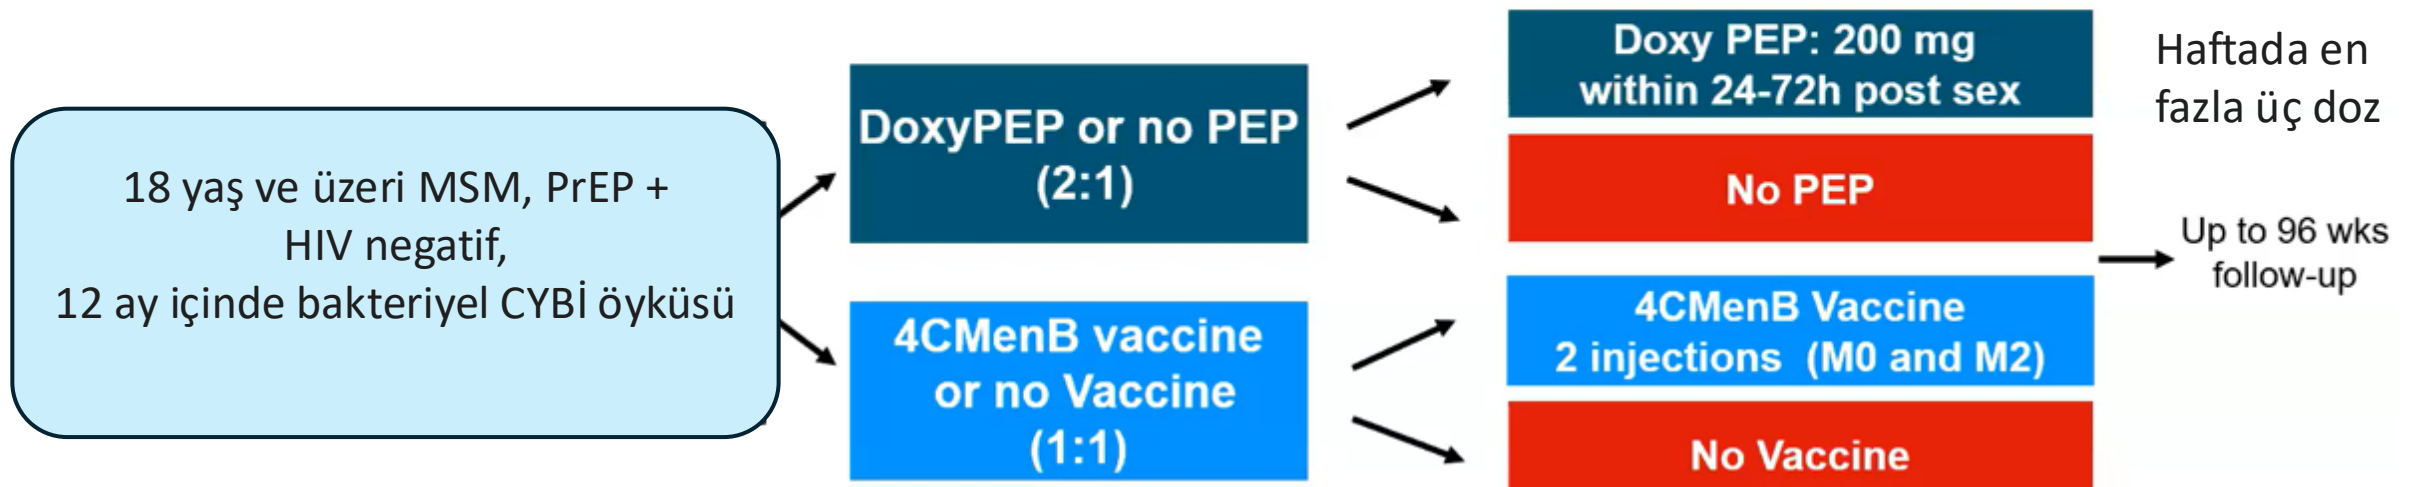 18 yaş ve üzeri MSM, PrEP +
HIV negatif,
12 ay içinde bakteriyel CYBİ öyküsü
DoxyPEP or no PEP
(2:1)
4CMenB vaccine
or no Vaccine
(1:1)
Doxy PEP: 200 mg
within 24-72h post sex
No PEP
4CMenB Vaccine
2 injections (M0 and M2)
No Vaccine
Haftada en
fazla üç doz
Up to 96 wks
follow-up